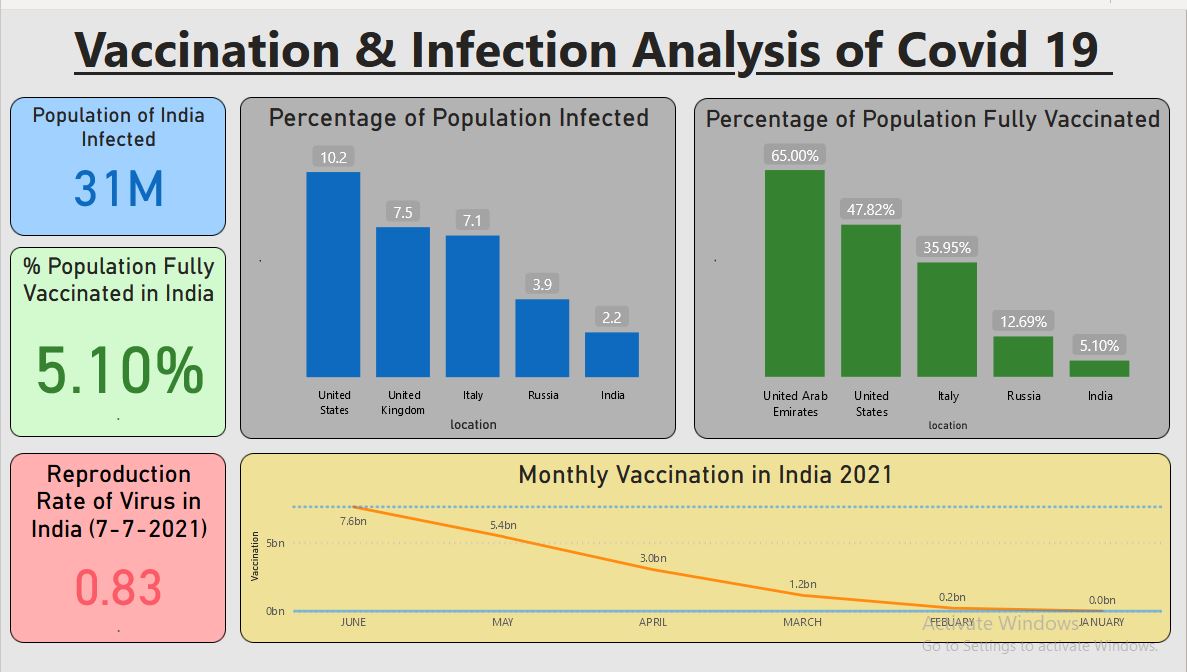 Vaccination & Infection Analysis of Covid 19
Population of India
Infected
31M
% Population Fully
Vaccinated in India
5.10%
Reproduction
Rate of Virus in
India (7-7-2021)
0.83
Percentage of Population Infected
10.2
7.5
7.1
3.9
2.2
United
States
United
Kingdom
Italy
Russia
India
location
Percentage of Population Fully Vaccinated
65.00%
47.82%
35.95%
12.69%
5.10%
United Arab
Emirates
United
States
Italy
Russia
India
location
Monthly Vaccination in India 2021
Vaccination
5bn
0bn
7.6bn
5.4bn
3.0bn
1.2bn
0.2bn
0.0bn
JUNE
MAY
APRIL
MARCH
FEBUARY
JANUARY
Activate Windows
Go to Settings to activate Windows.